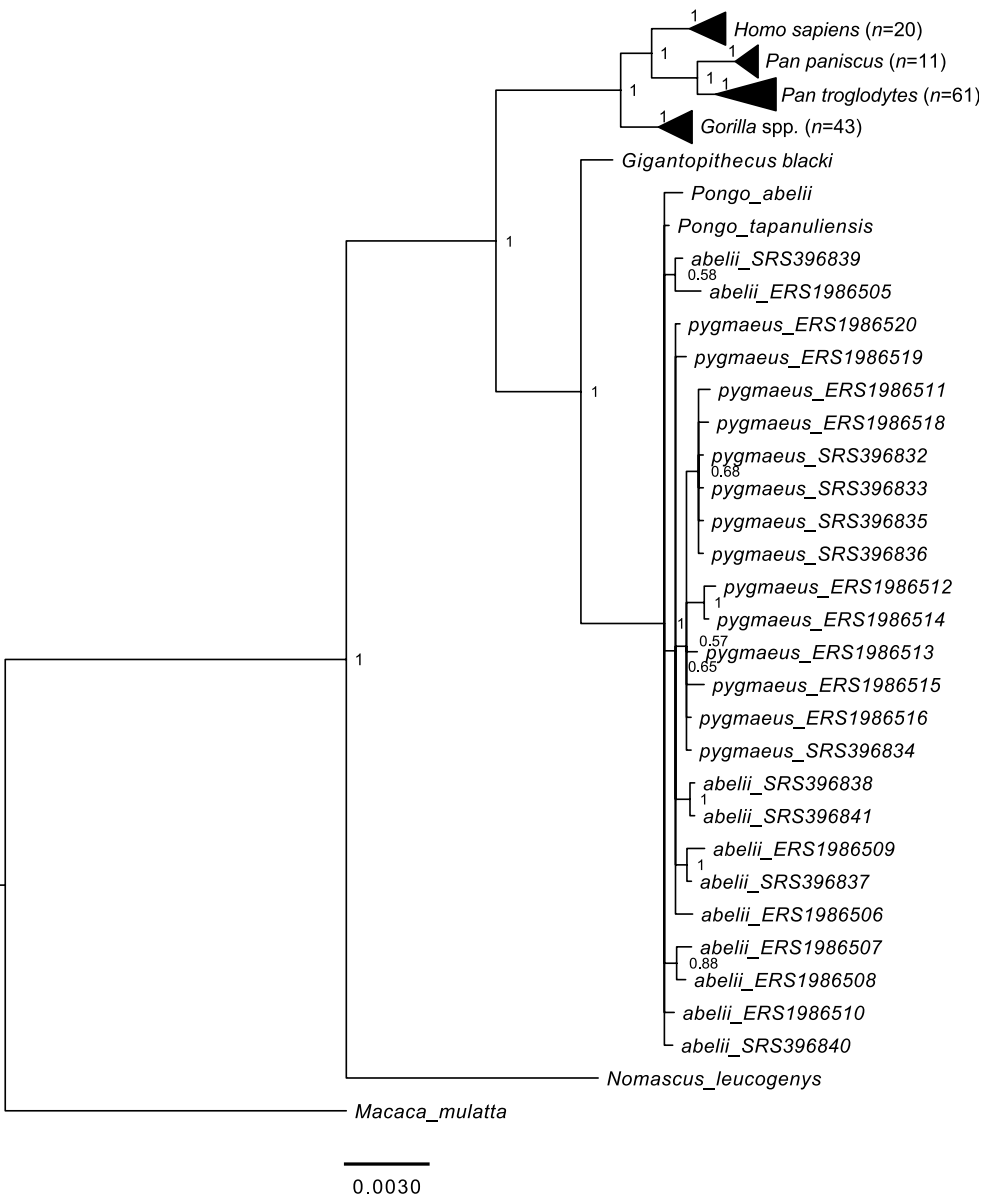 1
Homo sapiens (n=20)
1
1
Pan paniscus (n=11)
1
1
Pan troglodytes (n=61)
1
1
Gorilla spp. (n=43)
Gigantopithecus blacki
Pongo_abelii
Pongo_tapanuliensis
1
abelii_SRS396839
0.58
abelii_ERS1986505
pygmaeus_ERS1986520
pygmaeus_ERS1986519
pygmaeus_ERS1986511
1
pygmaeus_ERS1986518
pygmaeus_SRS396832
0.68
pygmaeus_SRS396833
pygmaeus_SRS396835
pygmaeus_SRS396836
pygmaeus_ERS1986512
1
pygmaeus_ERS1986514
1
0.57
pygmaeus_ERS1986513
1
0.65
pygmaeus_ERS1986515
pygmaeus_ERS1986516
pygmaeus_SRS396834
abelii_SRS396838
1
abelii_SRS396841
abelii_ERS1986509
1
abelii_SRS396837
abelii_ERS1986506
abelii_ERS1986507
0.88
abelii_ERS1986508
abelii_ERS1986510
abelii_SRS396840
Nomascus_leucogenys
Macaca_mulatta
0.0030